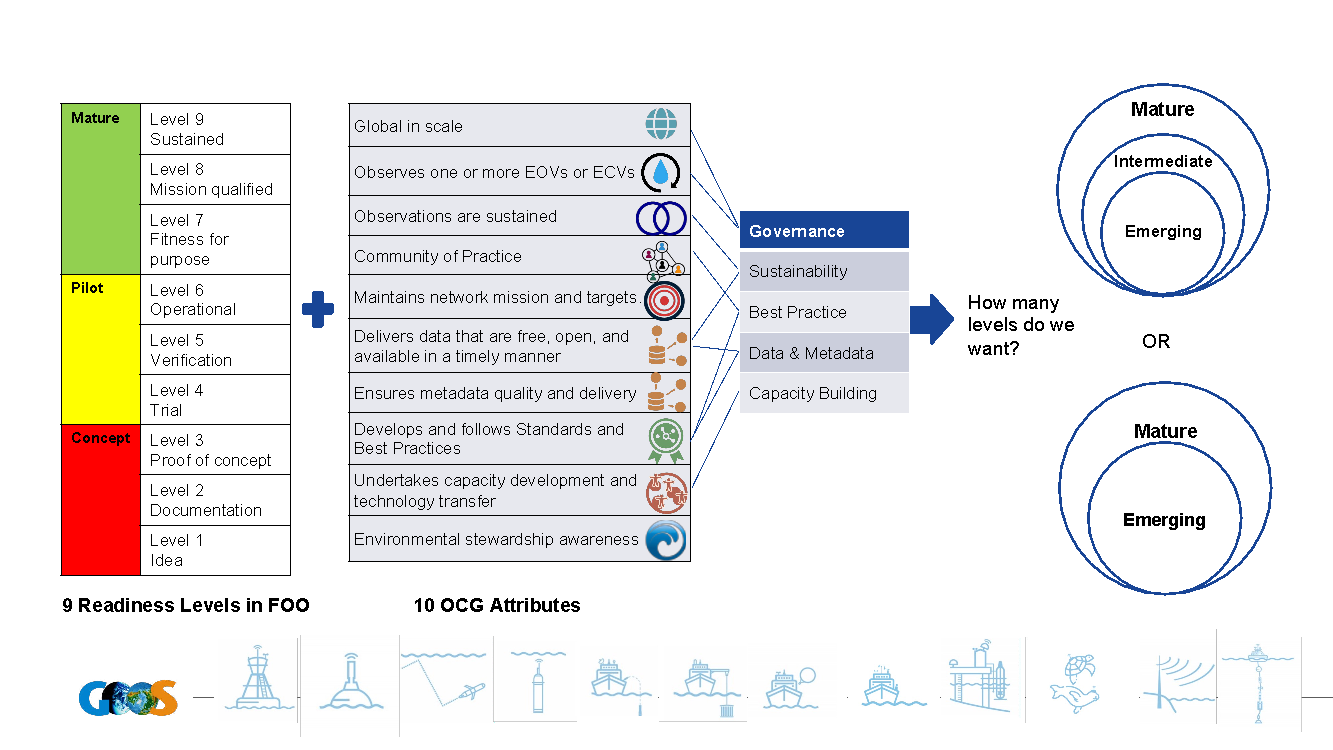 Mature
Level 9
Sustained
Level 8
Mission qualified
Level 7
Fitness for
purpose
Pilot
Level 6
Operational
Level 5
Verification
Level 4
Trial
Concept
Level 3
Proof of concept
Level 2
Documentation
Level 1
Idea
9 Readiness Levels in FOO
Global in scale
Observes one or more EOVs or ECVs
Observations are sustained
Community of Practice
Maintains network mission and targets.
Delivers data that are free, open, and
available in a timely manner
Ensures metadata quality and delivery
Develops and follows Standards and
Best Practices
Undertakes capacity development and
technology transfer
Environmental stewardship awareness
10 OCG Attributes
Governance
Sustainability
Best Practice
Data & Metadata
Capacity Building
How many
levels do we
want?
Mature
Intermediate
Emerging
OR
Mature
Emerging
GOOS